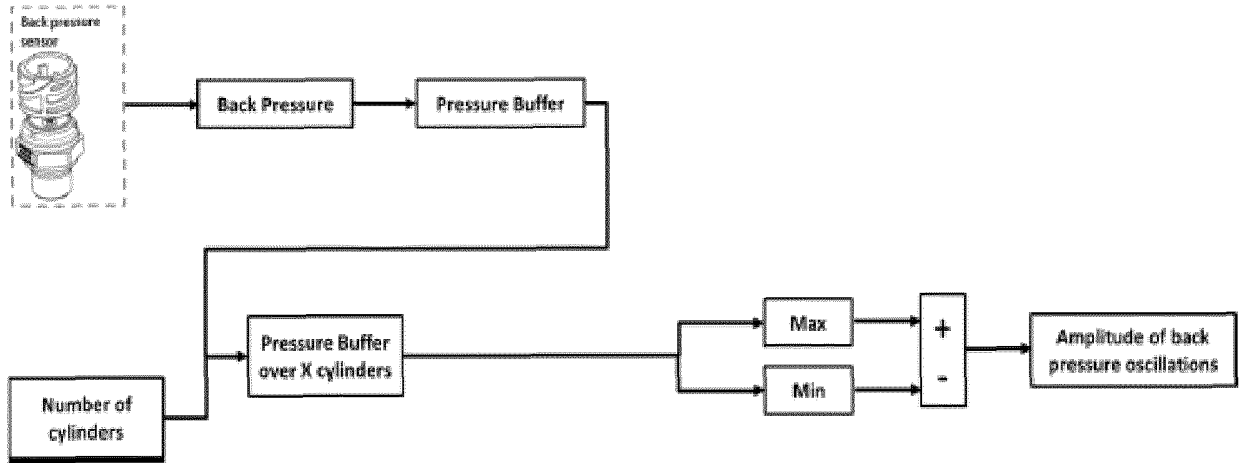 Back pressure
sensor
Back Pressure
Pressure Buffer
Pressure Buffer
over X cylinders
Number of
cylinders
Max
Min
+
-
Amplitude of back
pressure oscillations